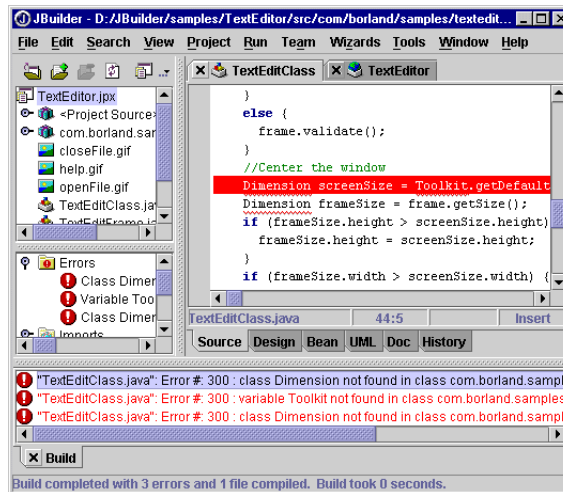 JBuilder - D:/JBuilder/samples/TextEditor/src/com/borland/samples/textedit...
File Edit Search View Project Run Team Wizards Tools Window Help
TextEditClass TextEditor
TextEditor.jpx
<Project Source>
com.borland.sar
closeFile.gif
help.gif
openFile.gif
TextEditClass.ja
TextEditFrame.ja
}
else {
frame.validate();
}
//Center the window
Dimension screenSize = Toolkit.getDefault
Dimension frameSize = frame.getSize();
if (frameSize.height > screenSize.height)
frameSize.height = screenSize.height;
}
if (frameSize.width > screenSize.width) {
Errors
Class Dimer
Variable Too
Class Dimer
Imports
TextEditClass.java 44:5 Insert
Source Design Bean UML Doc History
"TextEditClass.java": Error #: 300 : class Dimension not found in class com.borland.sampl
"TextEditClass.java": Error #: 300 : variable Toolkit not found in class com.borland.samples
"TextEditClass.java": Error #: 300 : class Dimension not found in class com.borland.sampl
Build
Build completed with 3 errors and 1 file compiled. Build took 0 seconds.